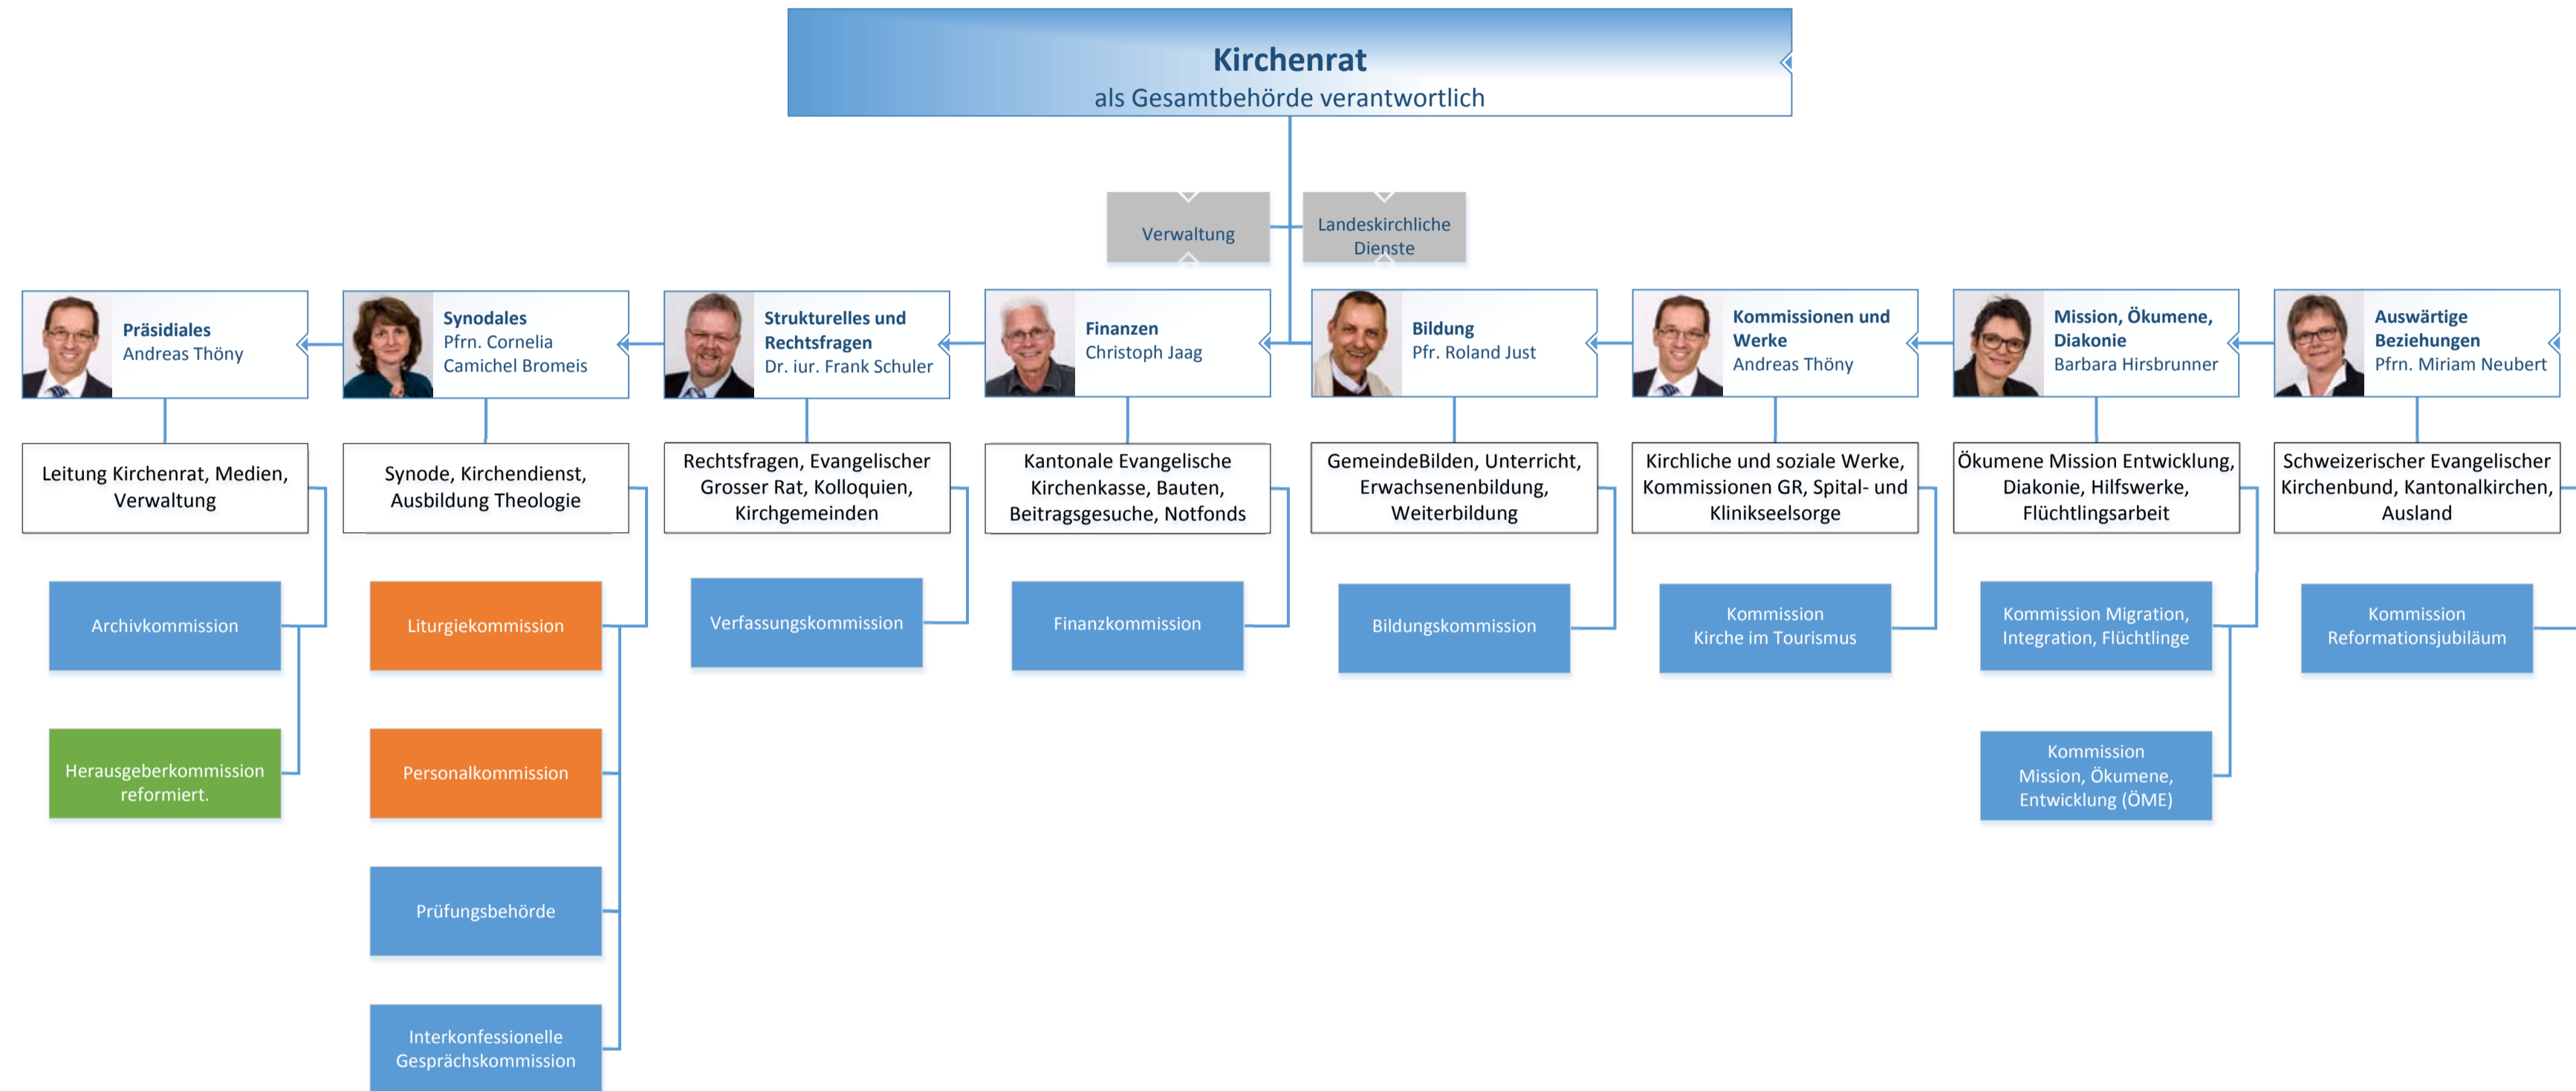 Kirchenrat
als Gesamtbehörde verantwortlich
Verwaltung
Landeskirchliche
Dienste
Präsidiales
Andreas Thöny
Synodales
Pfrn. Cornelia
Camichel Bromeis
Strukturelles und
Rechtsfragen
Dr. iur. Frank Schuler
Finanzen
Christoph Jaag
Bildung
Pfr. Roland Just
Kommissionen und
Werke
Andreas Thöny
Mission, Ökumene,
Diakonie
Barbara Hirsbrunner
Auswärtige
Beziehungen
Pfrn. Miriam Neubert
Leitung Kirchenrat, Medien,
Verwaltung
Synode, Kirchendienst,
Ausbildung Theologie
Rechtsfragen, Evangelischer
Grosser Rat, Kolloquien,
Kirchgemeinden
Kantonale Evangelische
Kirchenkasse, Bauten,
Beitragsgesuche, Notfonds
GemeindeBilden, Unterricht,
Erwachsenenbildung,
Weiterbildung
Kirchliche und soziale Werke,
Kommissionen GR, Spital- und
Klinikseelsorge
Ökumene Mission Entwicklung,
Diakonie, Hilfswerke,
Flüchtlingsarbeit
Schweizerischer Evangelischer
Kirchenbund, Kantonalkirchen,
Ausland
Archivkommission
Liturgiekommission
Verfassungskommission
Finanzkommission
Bildungskommission
Kommission
Kirche im Tourismus
Kommission Migration,
Integration, Flüchtlinge
Kommission
Reformationsjubiläum
Herausgeberkommission
reformiert.
Personalkommission
Kommission
Mission, Ökumene,
Entwicklung (ÖME)
Prüfungsbehörde
Interkonfessionelle
Gesprächskommission